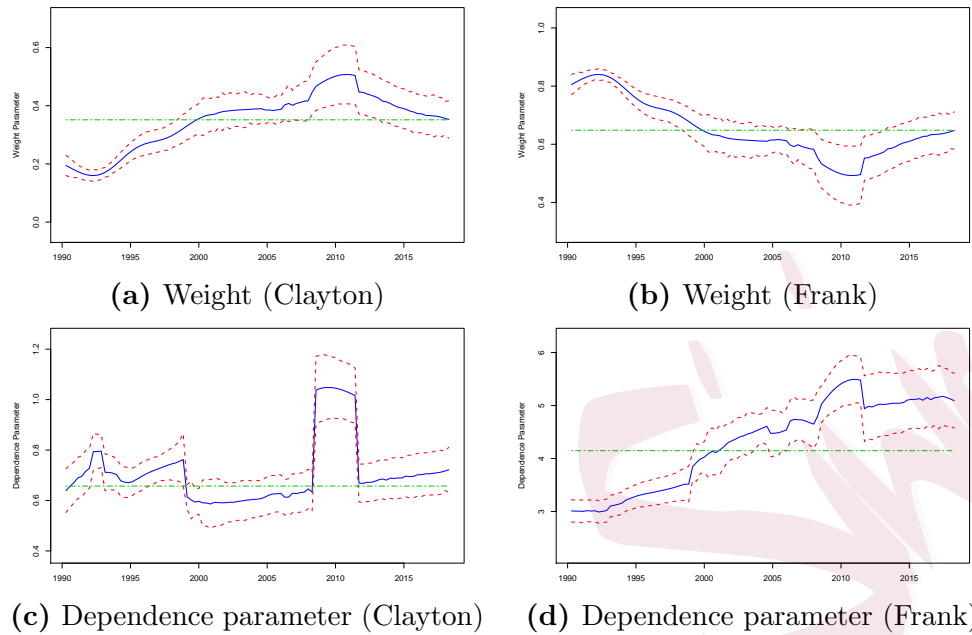 Weight Parameter
0.0 0.2 0.4 0.6
1990 1995 2000 2005 2010 2015
(a) Weight (Clayton)
Weight Parameter
0.4 0.6 0.8 1.0
1990 1995 2000 2005 2010 2015
(b) Weight (Frank)
Dependence Parameter
0.4 0.6 0.8 1.0 1.2
1990 1995 2000 2005 2010 2015
(c) Dependence parameter (Clayton)
Dependence Parameter
3 4 5 6
1990 1995 2000 2005 2010 2015
(d) Dependence parameter (Frank)